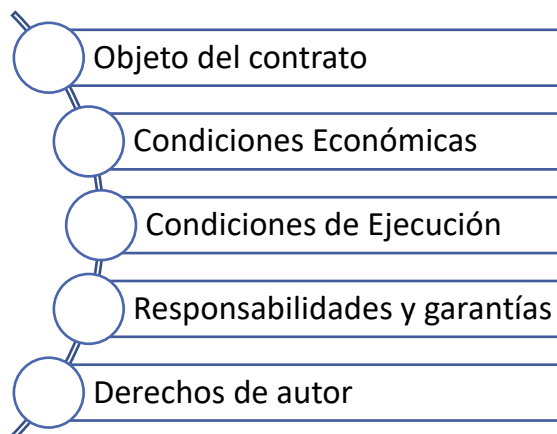 Objeto del contrato
Condiciones Económicas
Condiciones de Ejecución
Responsabilidades y garantías
Derechos de autor